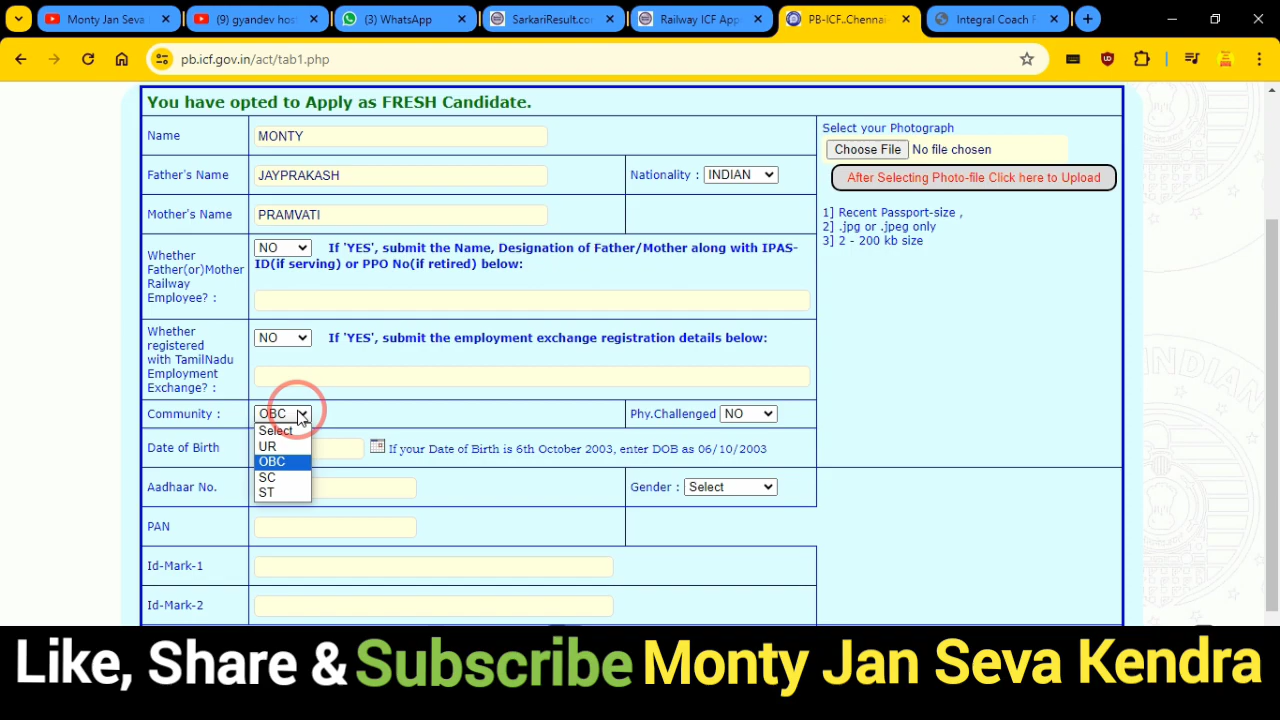 Monty Jan Seva
(9) gyandev hos
(3) WhatsApp
SarkariResult.co
Railway ICF App
PB-ICF..Chennai
Integral Coach F
pb.icf.gov.in/act/tab1.php
You have opted to Apply as FRESH Candidate.
Name
MONTY
Select your Photograph
Choose File No file chosen
After Selecting Photo-file Click here to Upload
1] Recent Passport-size ,
2] .jpg or .jpeg only
3] 2 - 200 kb size
Father's Name
JAYPRAKASH
Nationality : INDIAN
Mother's Name
PRAMVATI
Whether
Father(or)Mother
Railway
Employee? :
NO If 'YES', submit the Name, Designation of Father/Mother along with IPAS-
ID(if serving) or PPO No(if retired) below:
Whether
registered
with TamilNadu
Employment
Exchange? :
NO If 'YES', submit the employment exchange registration details below:
Community :
OBC
Select
UR
OBC
SC
ST
Phy.Challenged NO
Date of Birth
If your Date of Birth is 6th October 2003, enter DOB as 06/10/2003
Aadhaar No.
Gender : Select
PAN
Id-Mark-1
Id-Mark-2
INDIAN
Like, Share & Subscribe Monty Jan Seva Kendra